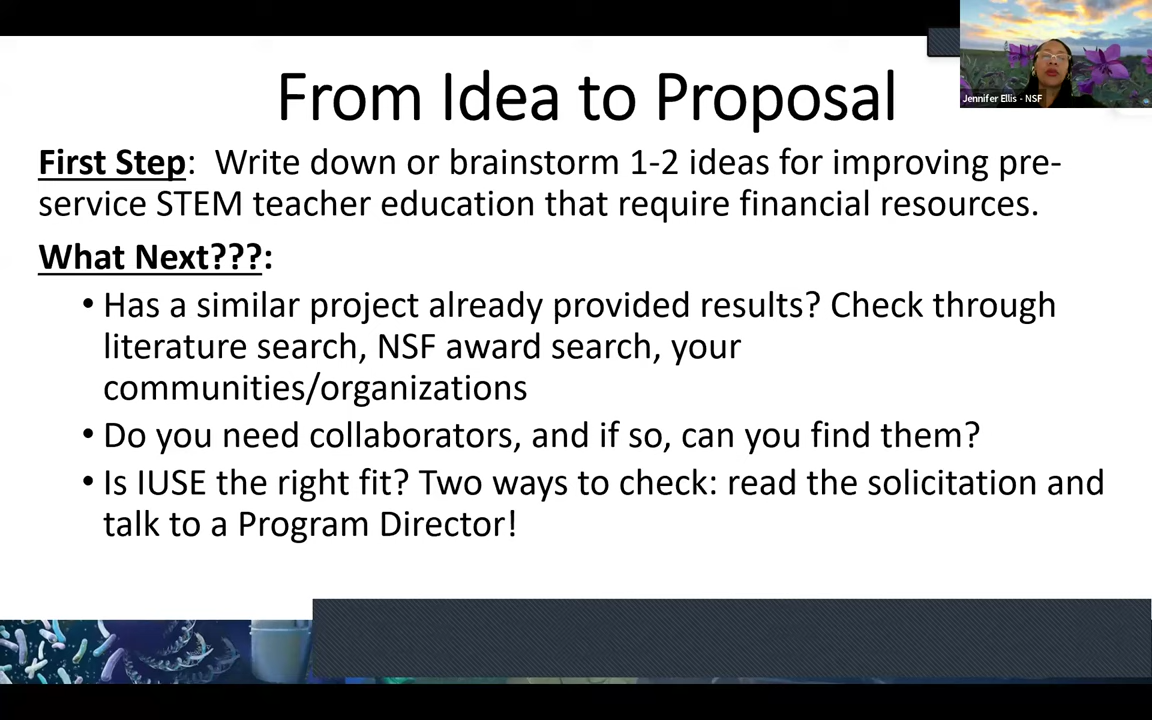 From Idea to Proposal
Jennifer Ellis - NSF
First Step:  Write down or brainstorm 1-2 ideas for improving pre-
service STEM teacher education that require financial resources.
What Next???:
• Has a similar project already provided results? Check through
literature search, NSF award search, your
communities/organizations
• Do you need collaborators, and if so, can you find them?
• Is IUSE the right fit? Two ways to check: read the solicitation and
talk to a Program Director!